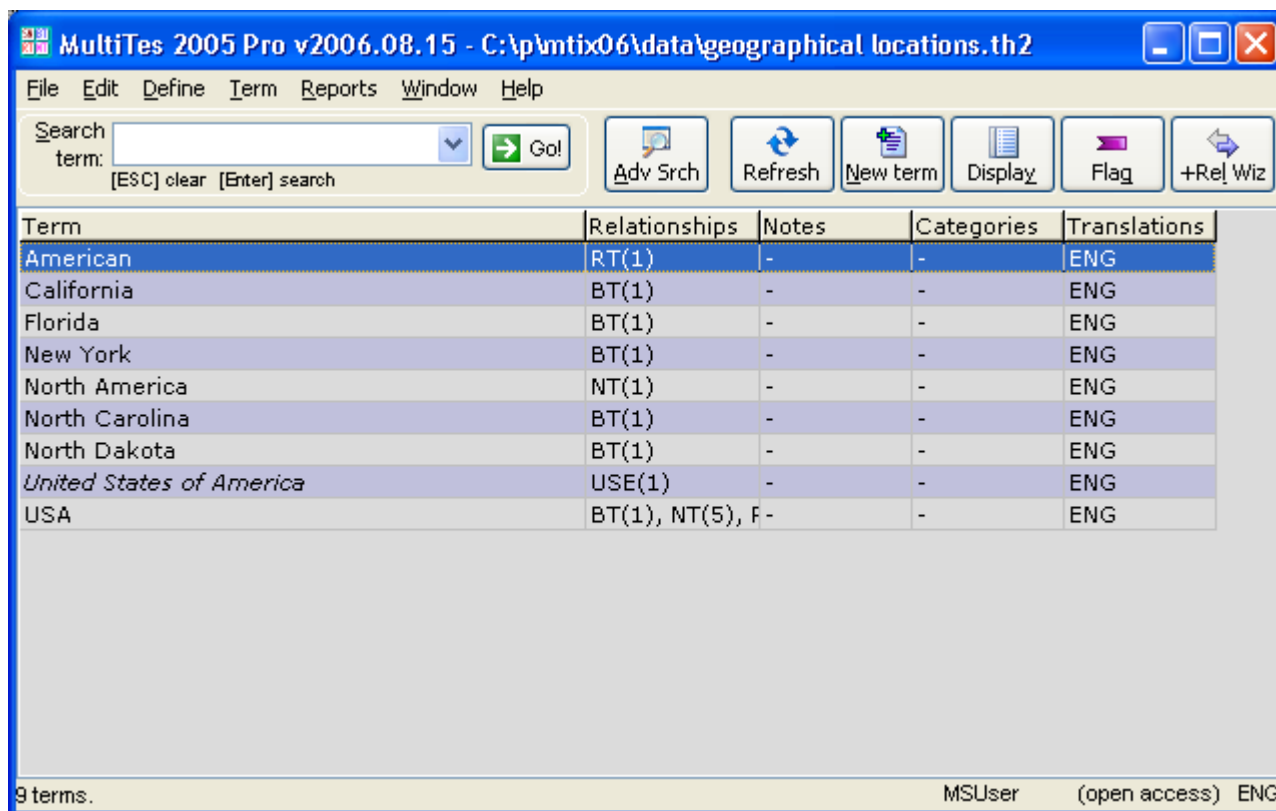 MultiTes 2005 Pro v2006.08.15 - C:\p\mtix06\data\geographical locations.th2
File Edit Define Term Reports Window Help
Search term: Go! Adv Srch Refresh New term Display Flag +Rel Wiz
[ESC] clear [Enter] search
Term Relationships Notes Categories Translations
American RT(1) - - ENG
California BT(1) - - ENG
Florida BT(1) - - ENG
New York BT(1) - - ENG
North America NT(1) - - ENG
North Carolina BT(1) - - ENG
North Dakota BT(1) - - ENG
United States of America USE(1) - - ENG
USA BT(1), NT(5), - - ENG
9 terms. MSUser (open access) ENG